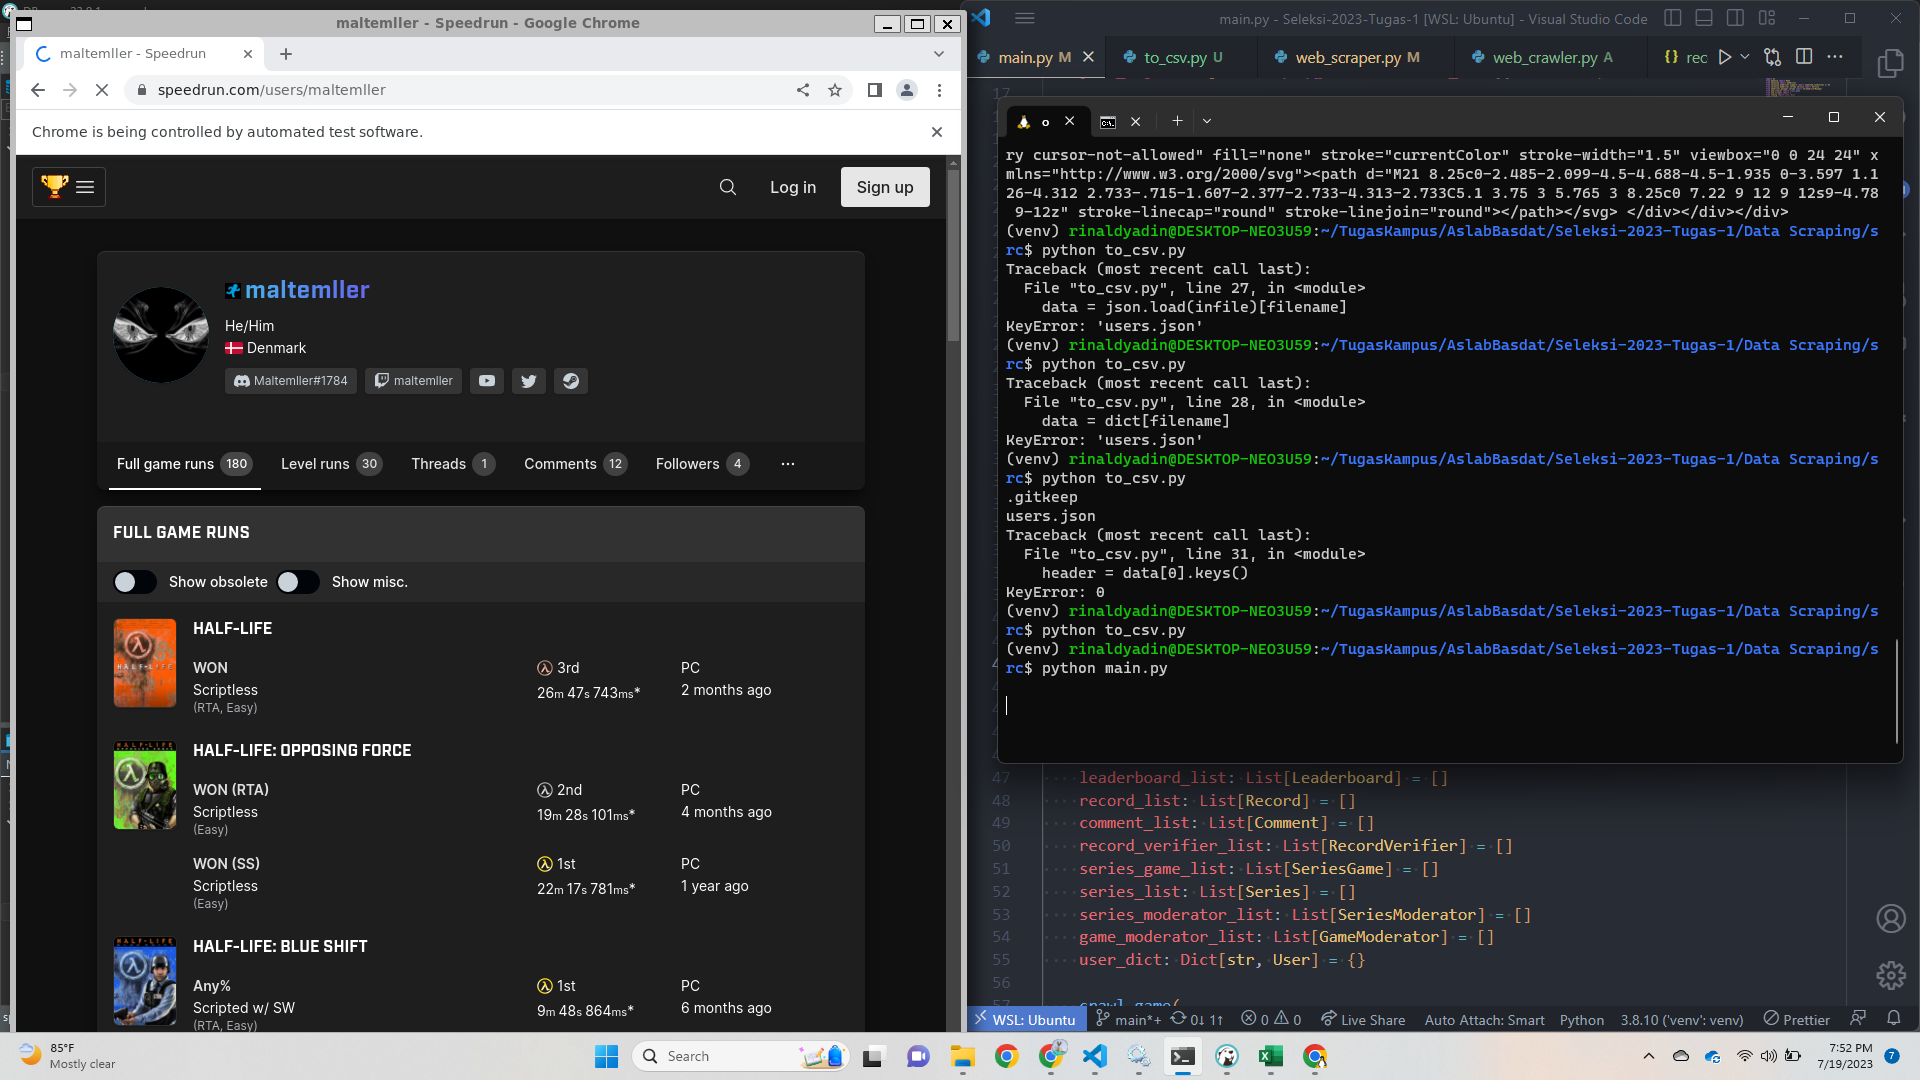 maltemller - Speedrun - Google Chrome
maltemller - Speedrun
speedrun.com/users/maltemller
Chrome is being controlled by automated test software.
Log in
Sign up
maltemller
He/Him
Denmark
Maltemller#1784
maltemller
Full game runs 180
Level runs 30
Threads 1
Comments 12
Followers 4
FULL GAME RUNS
Show obsolete
Show misc.
HALF-LIFE
WON
3rd
PC
Scriptless
26m 47s 743ms*
2 months ago
(RTA, Easy)
HALF-LIFE: OPPOSING FORCE
WON (RTA)
2nd
PC
Scriptless
19m 28s 101ms*
4 months ago
(Easy)
WON (SS)
1st
PC
Scriptless
22m 17s 781ms*
1 year ago
(Easy)
HALF-LIFE: BLUE SHIFT
Any%
1st
PC
Scripted w/ SW
9m 48s 864ms*
6 months ago
(RTA, Easy)
main.py - Seleksi-2023-Tugas-1 [WSL: Ubuntu] - Visual Studio Code
main.py M
to_csv.py U
web_scraper.py M
web_crawler.py A
{} rec
17
o
ry cursor-not-allowed" fill="none" stroke="currentColor" stroke-width="1.5" viewbox="0 0 24 24" x
mlns="http://www.w3.org/2000/svg"><path d="M21 8.25c0-2.485-2.099-4.5-4.688-4.5-1.935 0-3.597 1.1
26-4.312 2.733-.715-1.607-2.377-2.733-4.313-2.733C5.1 3.75 3 5.765 3 8.25c0 7.22 9 12 9 12s9-4.78
9-12z" stroke-linecap="round" stroke-linejoin="round"></path></svg> </div></div></div>
(venv) rinaldyadin@DESKTOP-NEO3U59:~/TugasKampus/AslabBasdat/Seleksi-2023-Tugas-1/Data Scraping/s
rc$ python to_csv.py
Traceback (most recent call last):
File "to_csv.py", line 27, in <module>
data = json.load(infile)[filename]
KeyError: 'users.json'
(venv) rinaldyadin@DESKTOP-NEO3U59:~/TugasKampus/AslabBasdat/Seleksi-2023-Tugas-1/Data Scraping/s
rc$ python to_csv.py
Traceback (most recent call last):
File "to_csv.py", line 28, in <module>
data = dict[filename]
KeyError: 'users.json'
(venv) rinaldyadin@DESKTOP-NEO3U59:~/TugasKampus/AslabBasdat/Seleksi-2023-Tugas-1/Data Scraping/s
rc$ python to_csv.py
.gitkeep
users.json
Traceback (most recent call last):
File "to_csv.py", line 31, in <module>
header = data[0].keys()
KeyError: 0
(venv) rinaldyadin@DESKTOP-NEO3U59:~/TugasKampus/AslabBasdat/Seleksi-2023-Tugas-1/Data Scraping/s
rc$ python to_csv.py
(venv) rinaldyadin@DESKTOP-NEO3U59:~/TugasKampus/AslabBasdat/Seleksi-2023-Tugas-1/Data Scraping/s
rc$ python main.py
47 leaderboard_list: List[Leaderboard] = []
48 record_list: List[Record] = []
49 comment_list: List[Comment] = []
50 record_verifier_list: List[RecordVerifier] = []
51 series_game_list: List[SeriesGame] = []
52 series_list: List[Series] = []
53 series_moderator_list: List[SeriesModerator] = []
54 game_moderator_list: List[GameModerator] = []
55 user_dict: Dict[str, User] = {}
56
57 crawl_game(
WSL: Ubuntu
main*+
0↓ 1↑
0
0
Live Share
Auto Attach: Smart
Python
3.8.10 ('venv': venv)
Prettier
85°F
Mostly clear
Search
7:52 PM
7/19/2023
7